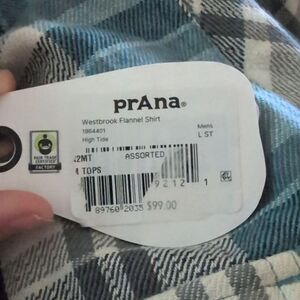 prAna®
Westbrook Flannel Shirt
1964401
High Tide
Mens
L ST
FAIR TRADE
CERTIFIED
FACTORY
42MT
ASSORTED
TOPS
9212
1
89760 2035
$99.00